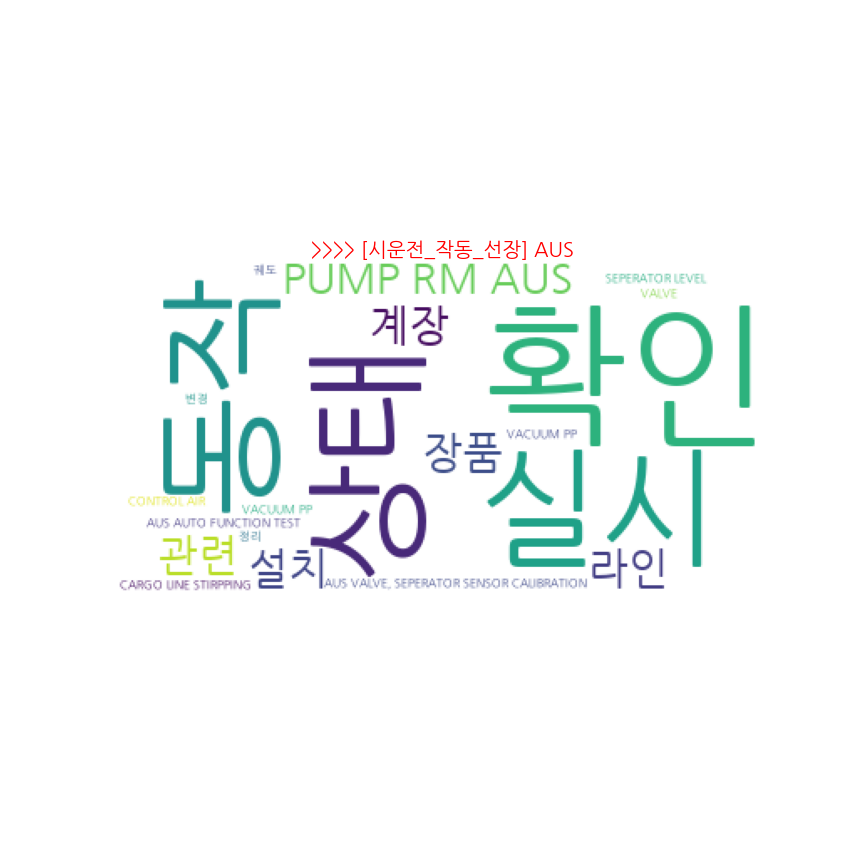 >>>> [시운전_작동_선장] AUS
궤도
PUMP RM AUS
SEPERATOR LEVEL
VALVE
동작
계장
확인
상태
변경
장품
VACUUM PP
실시
CONTROL AIR
VACUUM PP
AUS AUTO FUNCTION TEST
정리
관련
설치
라인
CARGO LINE STIRPPING
AUS VALVE, SEPERATOR SENSOR CALIBRATION